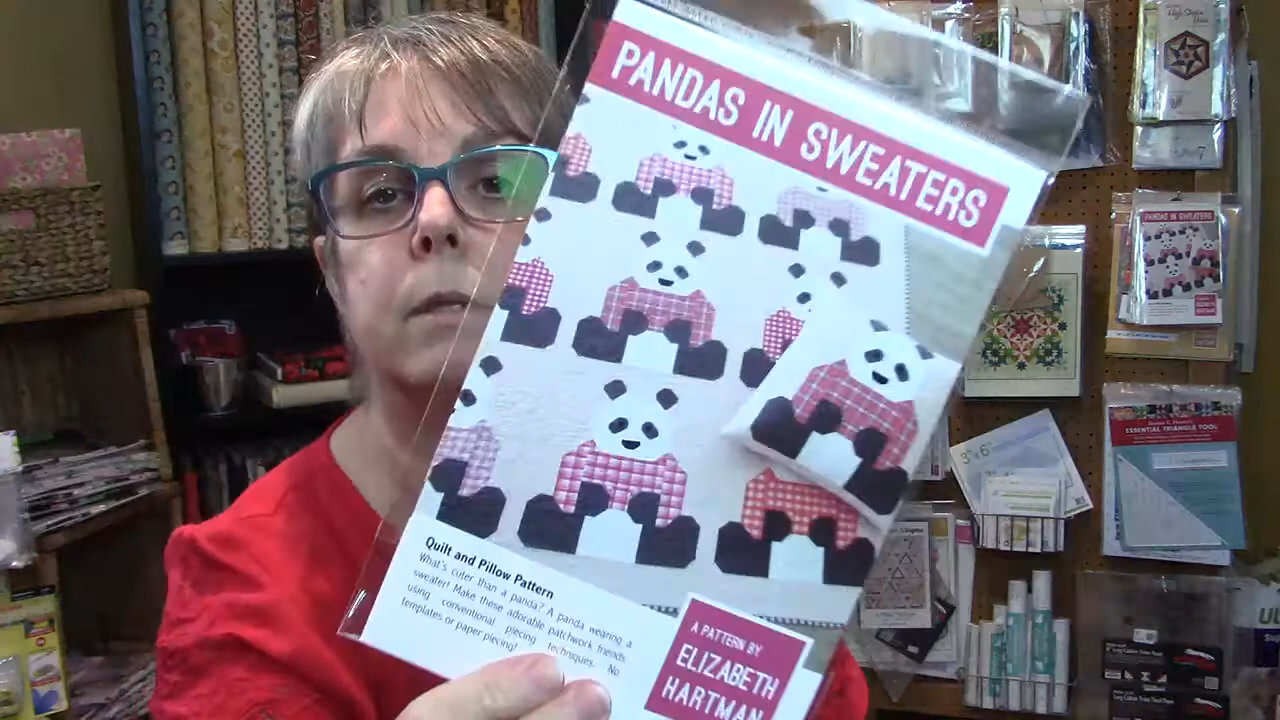 PANDAS IN SWEATERS
Quilt and Pillow Pattern
What's cuter than a panda? A panda wearing a
sweater! Make these adorable patchwork friends
using conventional piecing techniques. No
templates or paper piecing!
A PATTERN BY
ELIZABETH
HARTMAN
PANDAS IN SWEATERS
ESSENTIAL TRIANGLE TOOL
3"x6"
7